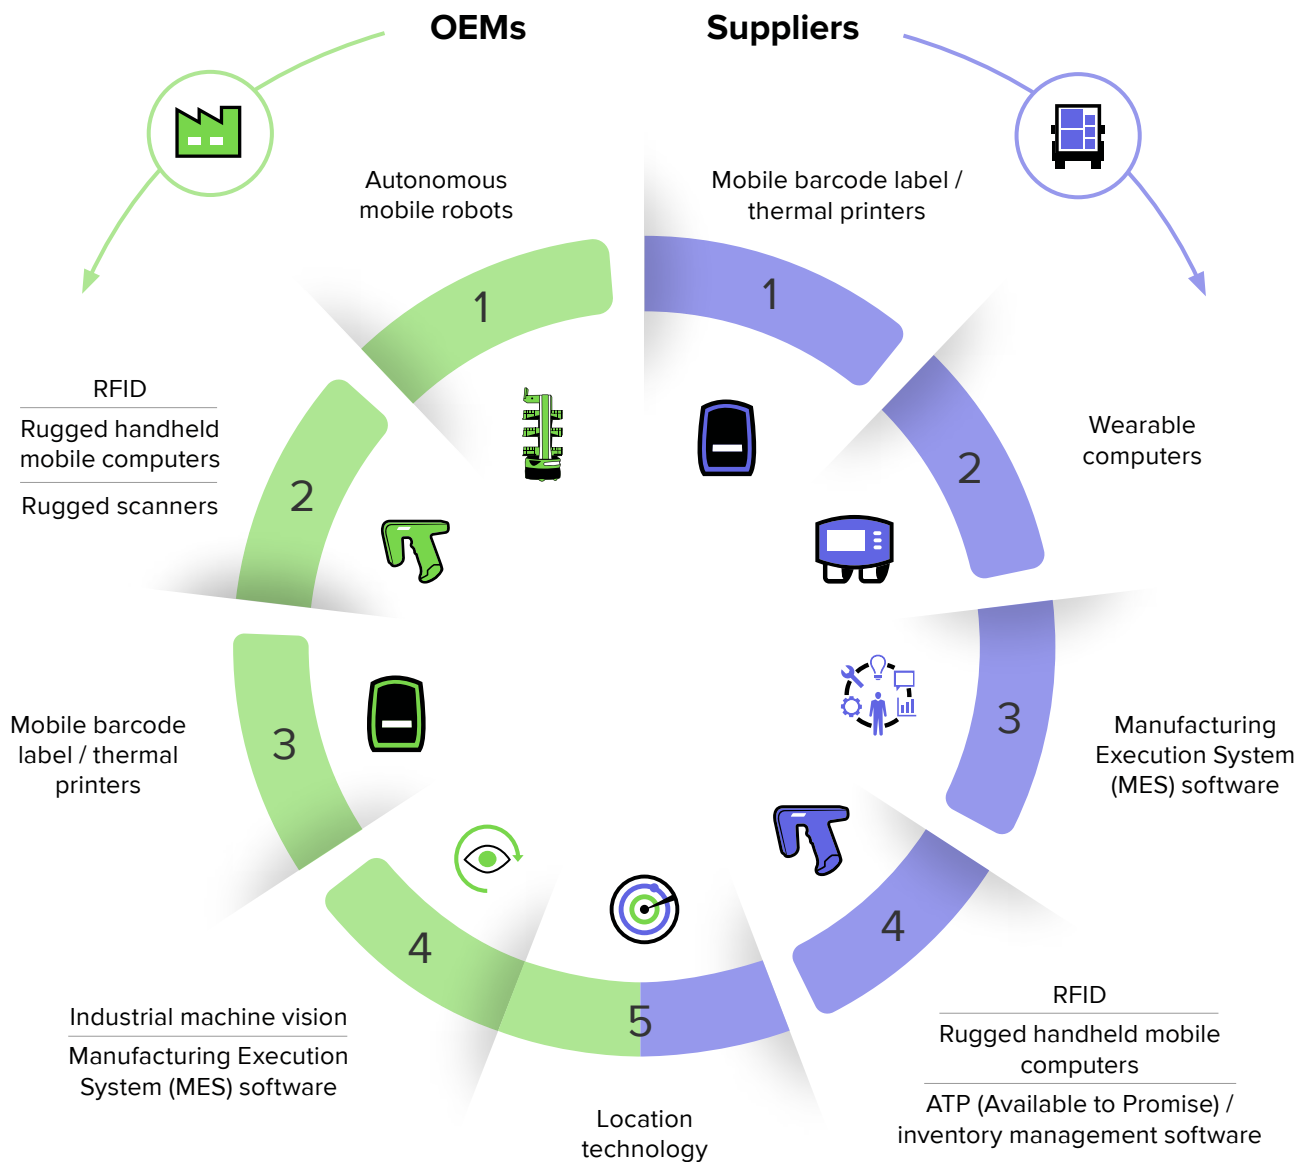 OEMs
Suppliers
Autonomous
mobile robots
1
RFID
Rugged handheld
mobile computers
Rugged scanners
2
Mobile barcode
label / thermal
printers
3
Industrial machine vision
Manufacturing Execution
System (MES) software
4
Mobile barcode label /
thermal printers
1
Wearable
computers
2
Manufacturing
Execution System
(MES) software
3
RFID
Rugged handheld mobile
computers
ATP (Available to Promise) /
inventory management software
4
5
Location
technology